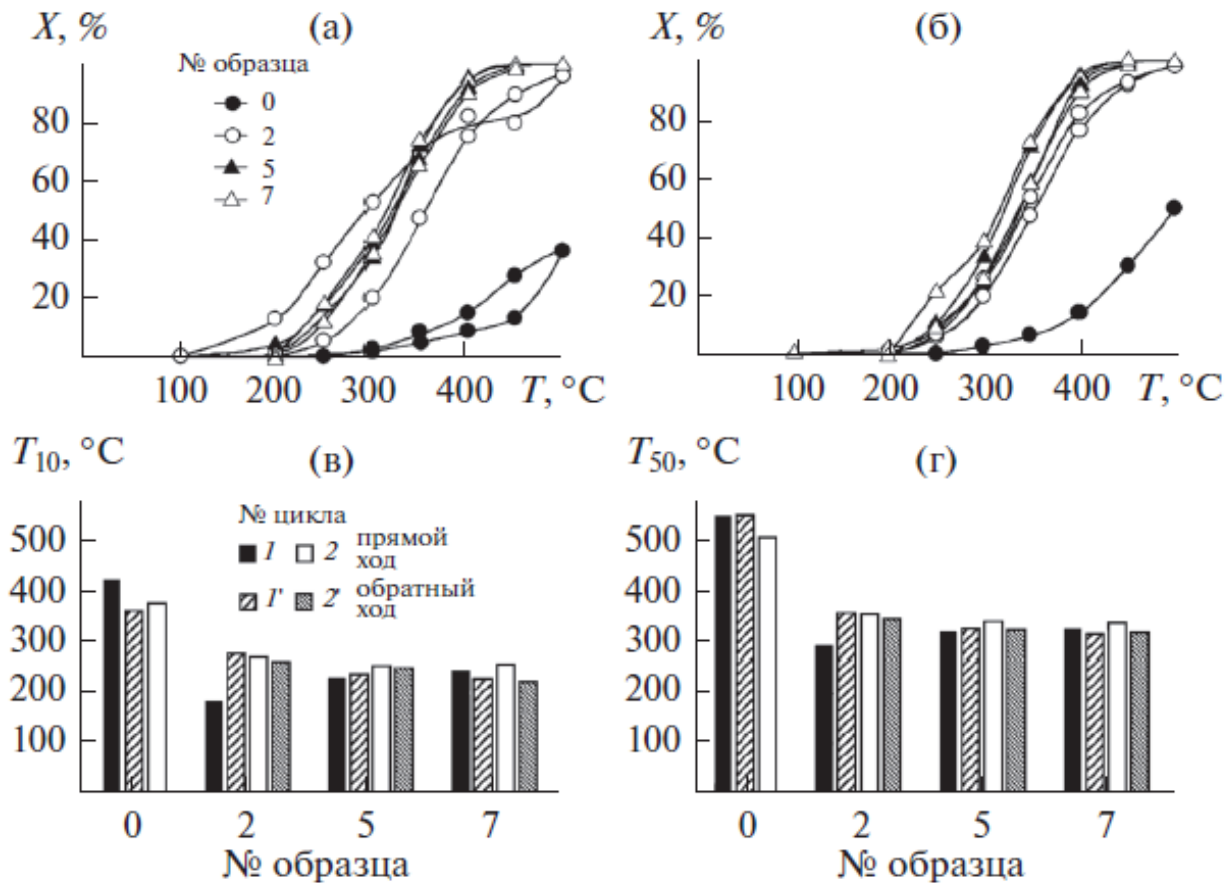 X, %
(а)
№ образца
0
2
5
7
80
60
40
20
100 200 300 400 T, °C
X, %
(б)
80
60
40
20
100 200 300 400 T, °C
T10, °C
(в)
№ цикла
1 2 прямой ход
1' 2' обратный ход
500
400
300
200
100
0 2 5 7
№ образца
T50, °C
(г)
500
400
300
200
100
0 2 5 7
№ образца